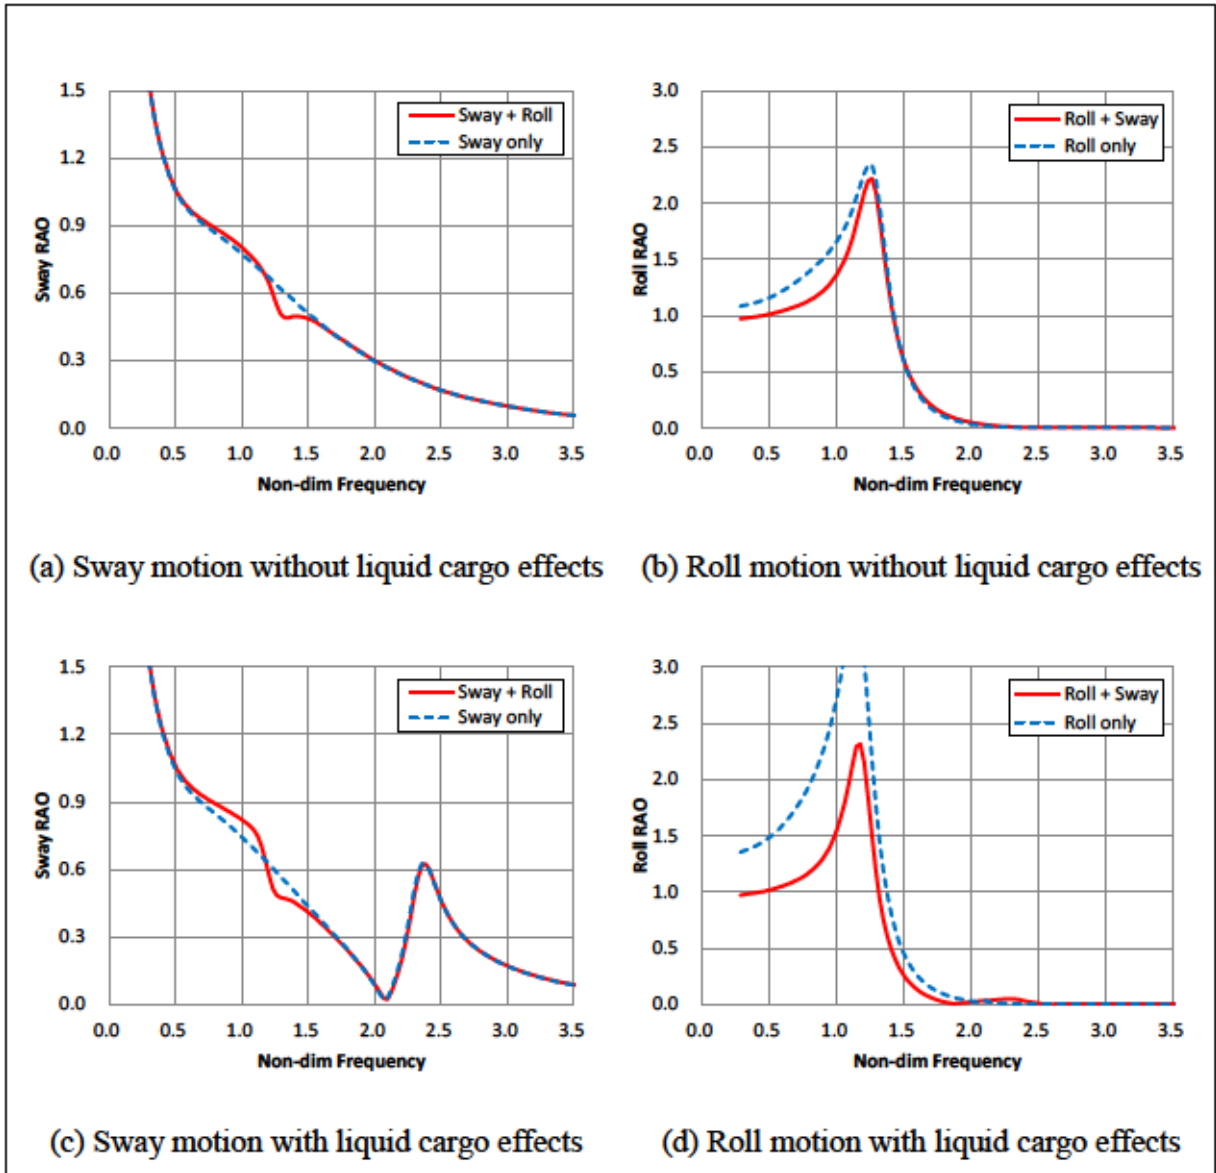 1.5
1.2
0.9
0.6
0.3
0.0
Sway RAO
Sway + Roll
Sway only
0.0 0.5 1.0 1.5 2.0 2.5 3.0 3.5
Non-dim Frequency
3.0
2.5
2.0
1.5
1.0
0.5
0.0
Roll RAO
Roll + Sway
Roll only
0.0 0.5 1.0 1.5 2.0 2.5 3.0 3.5
Non-dim Frequency
(a) Sway motion without liquid cargo effects
(b) Roll motion without liquid cargo effects
1.5
1.2
0.9
0.6
0.3
0.0
Sway RAO
Sway + Roll
Sway only
0.0 0.5 1.0 1.5 2.0 2.5 3.0 3.5
Non-dim Frequency
3.0
2.5
2.0
1.5
1.0
0.5
0.0
Roll RAO
Roll + Sway
Roll only
0.0 0.5 1.0 1.5 2.0 2.5 3.0 3.5
Non-dim Frequency
(c) Sway motion with liquid cargo effects
(d) Roll motion with liquid cargo effects